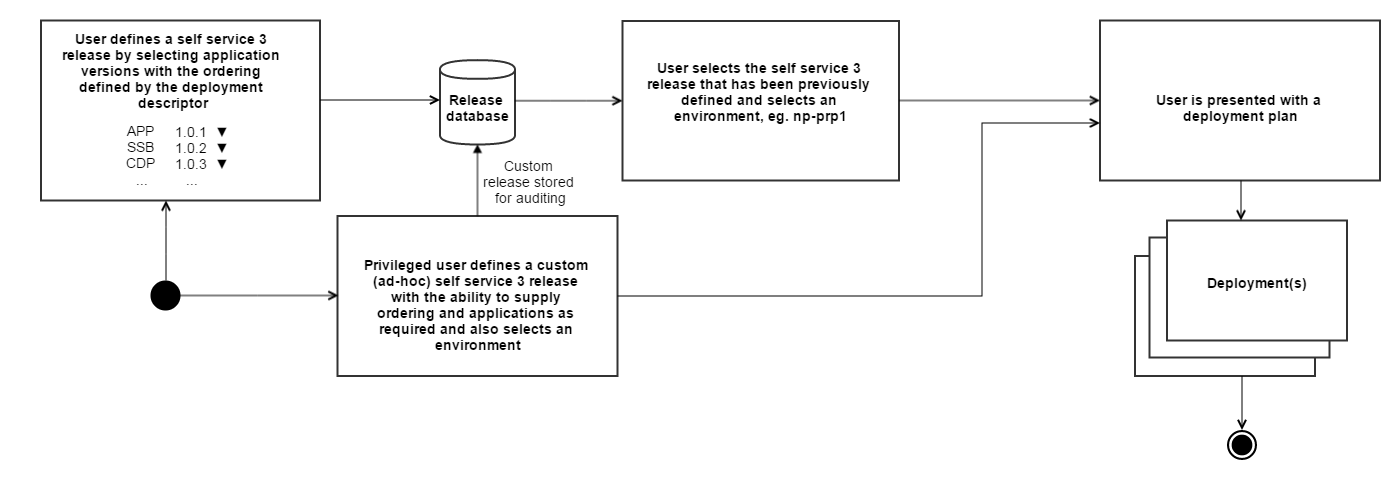 User defines a self service 3
release by selecting application
versions with the ordering
defined by the deployment
descriptor
APP 1.0.1 ▼
SSB 1.0.2 ▼
CDP 1.0.3 ▼
... ...
Release
database
Custom
release stored
for auditing
User selects the self service 3
release that has been previously
defined and selects an
environment, eg. np-prp1
User is presented with a
deployment plan
Privileged user defines a custom
(ad-hoc) self service 3 release
with the ability to supply
ordering and applications as
required and also selects an
environment
Deployment(s)